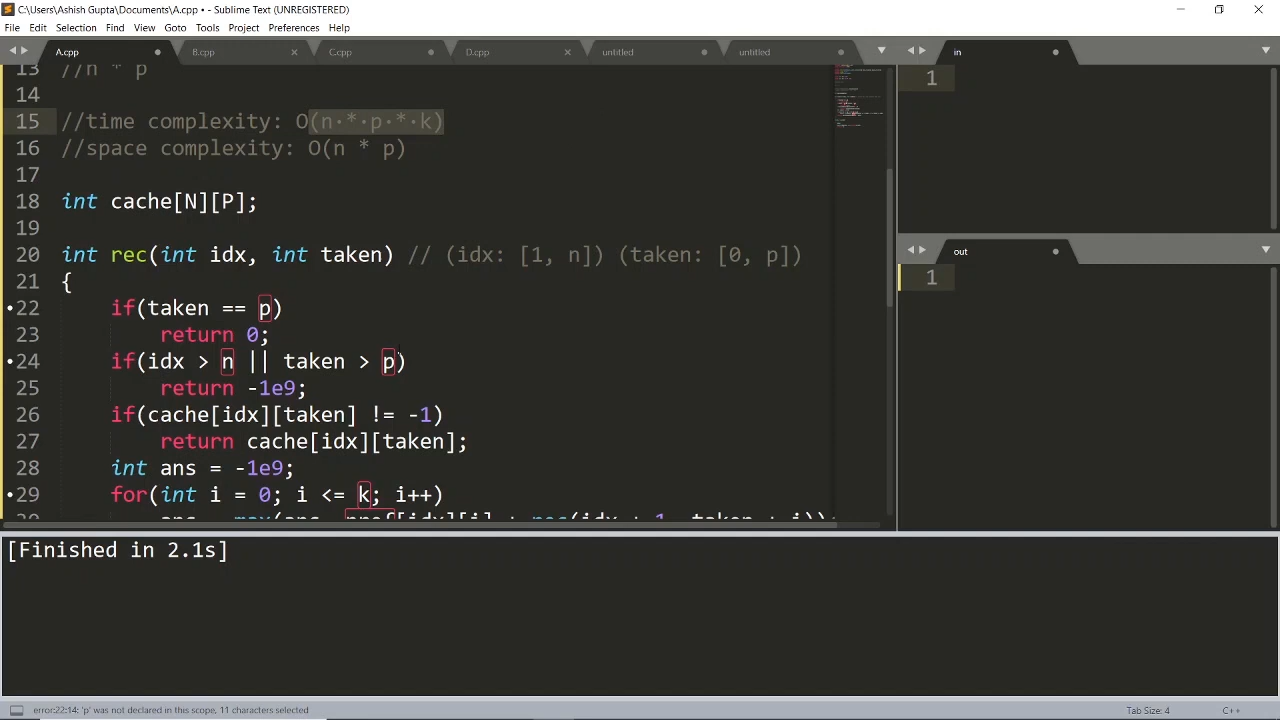 C:\Users\Ashish Gupta\Documents\A.cpp • - Sublime Text (UNREGISTERED)
File Edit Selection Find View Goto Tools Project Preferences Help
A.cpp B.cpp C.cpp D.cpp untitled untitled in
13 //n * p
14
15 //time complexity: O(n * p * k)
16 //space complexity: O(n * p)
17
18 int cache[N][P];
19
20 int rec(int idx, int taken) // (idx: [1, n]) (taken: [0, p])
21 {
22 if(taken == p)
23 return 0;
24 if(idx > n || taken > p)
25 return -1e9;
26 if(cache[idx][taken] != -1)
27 return cache[idx][taken];
28 int ans = -1e9;
29 for(int i = 0; i <= k; i++)
1
out
1
[Finished in 2.1s]
error:22:14: 'p' was not declared in this scope, 11 characters selected
Tab Size: 4
C++